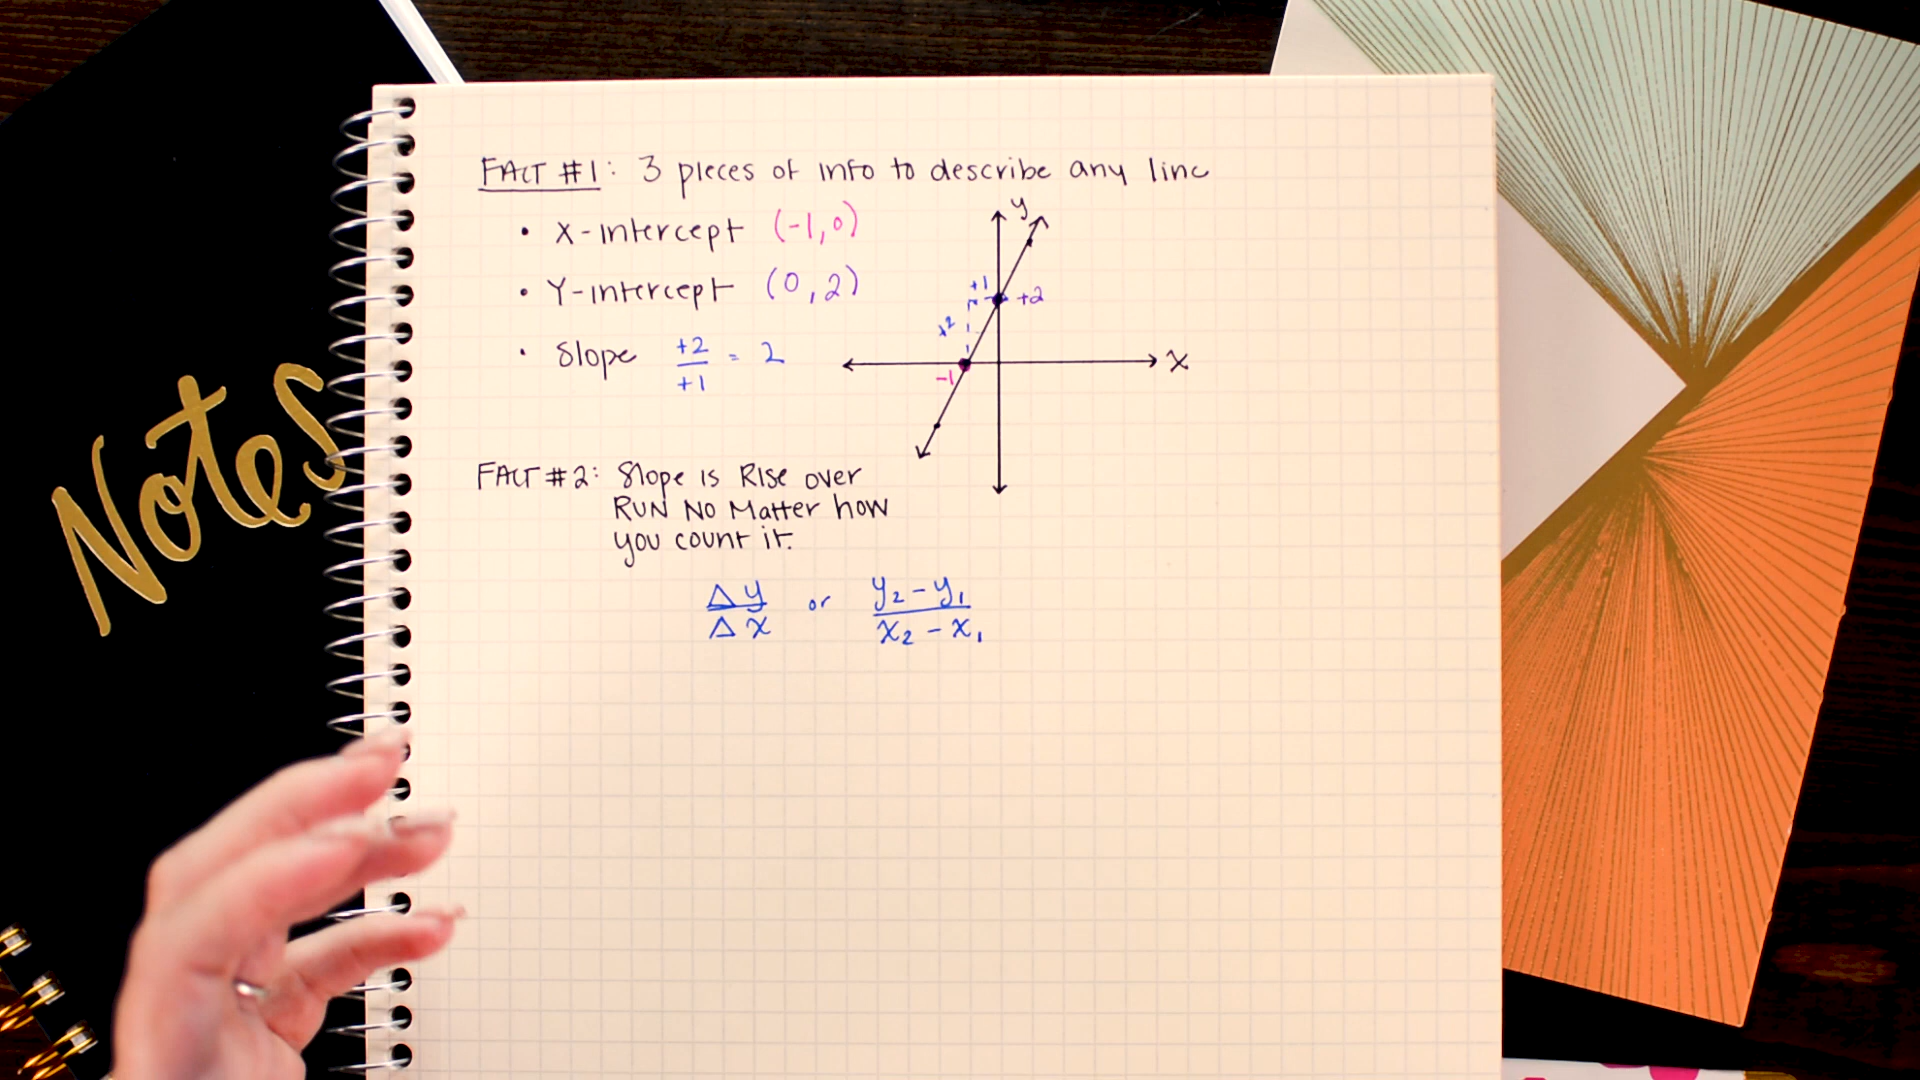 Notes
FACT #1: 3 pieces of info to describe any line
• X-intercept (-1,0)
• Y-intercept (0,2)
• Slope +2/+1 = 2
y
+1
+2
+2
-1
X
FACT #2: Slope is Rise over
RUN No Matter how
you count it.
Δy/Δx or y₂-y₁/x₂-x₁